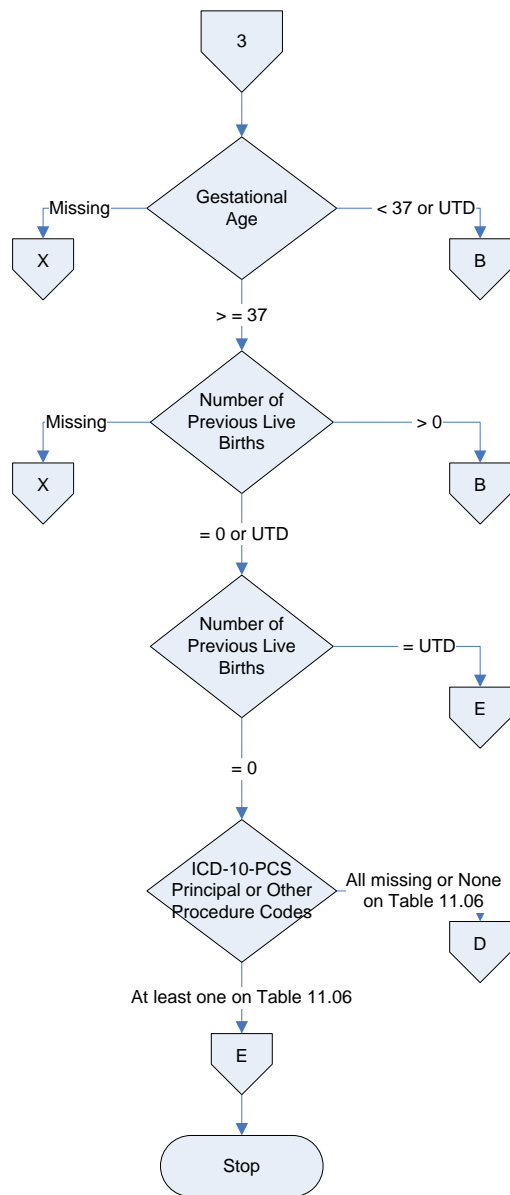 3
Gestational
Age
Missing
< 37 or UTD
X
B
> = 37
Number of
Previous Live
Births
Missing
> 0
X
B
= 0 or UTD
Number of
Previous Live
Births
= UTD
E
= 0
ICD-10-PCS
Principal or Other
Procedure Codes
All missing or None
on Table 11.06
D
At least one on Table 11.06
E
Stop